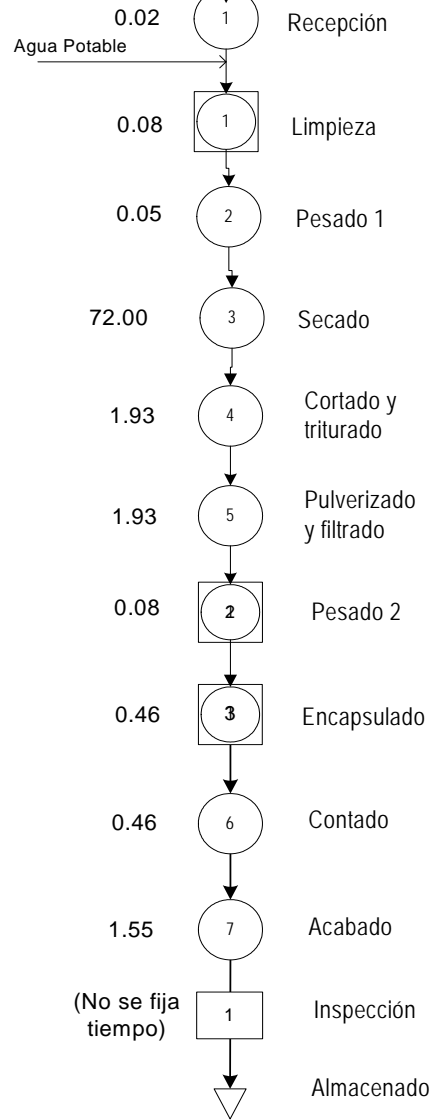 0.02 1 Recepción
Agua Potable
0.08 1 Limpieza
0.05 2 Pesado 1
72.00 3 Secado
1.93 4 Cortado y
triturado
1.93 5 Pulverizado
y filtrado
0.08 2 Pesado 2
0.46 3 Encapsulado
0.46 6 Contado
1.55 7 Acabado
(No se fija
tiempo) 1 Inspección
Almacenado